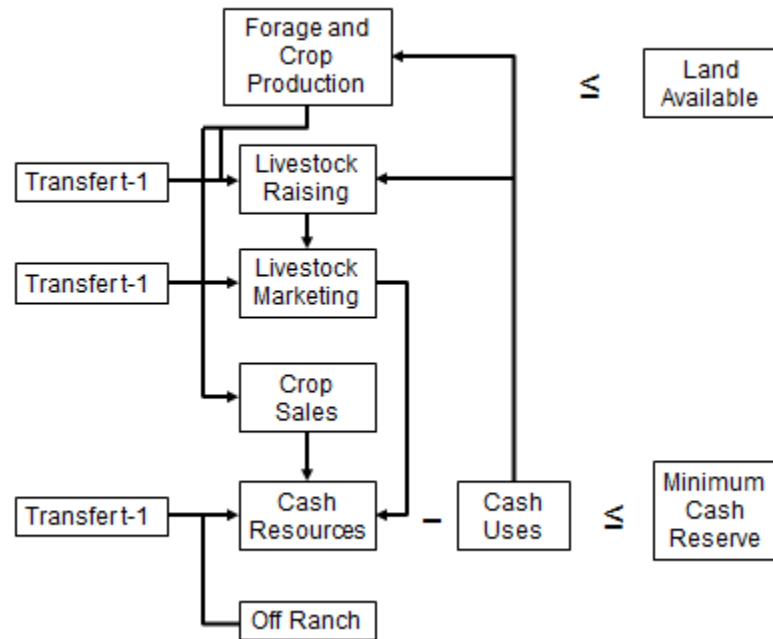 Forage and
Crop
Production
≤
Land
Available
Transfer t-1
Livestock
Raising
Transfer t-1
Livestock
Marketing
Crop
Sales
Transfer t-1
Cash
Resources
–
Cash
Uses
≤
Minimum
Cash
Reserve
Off Ranch